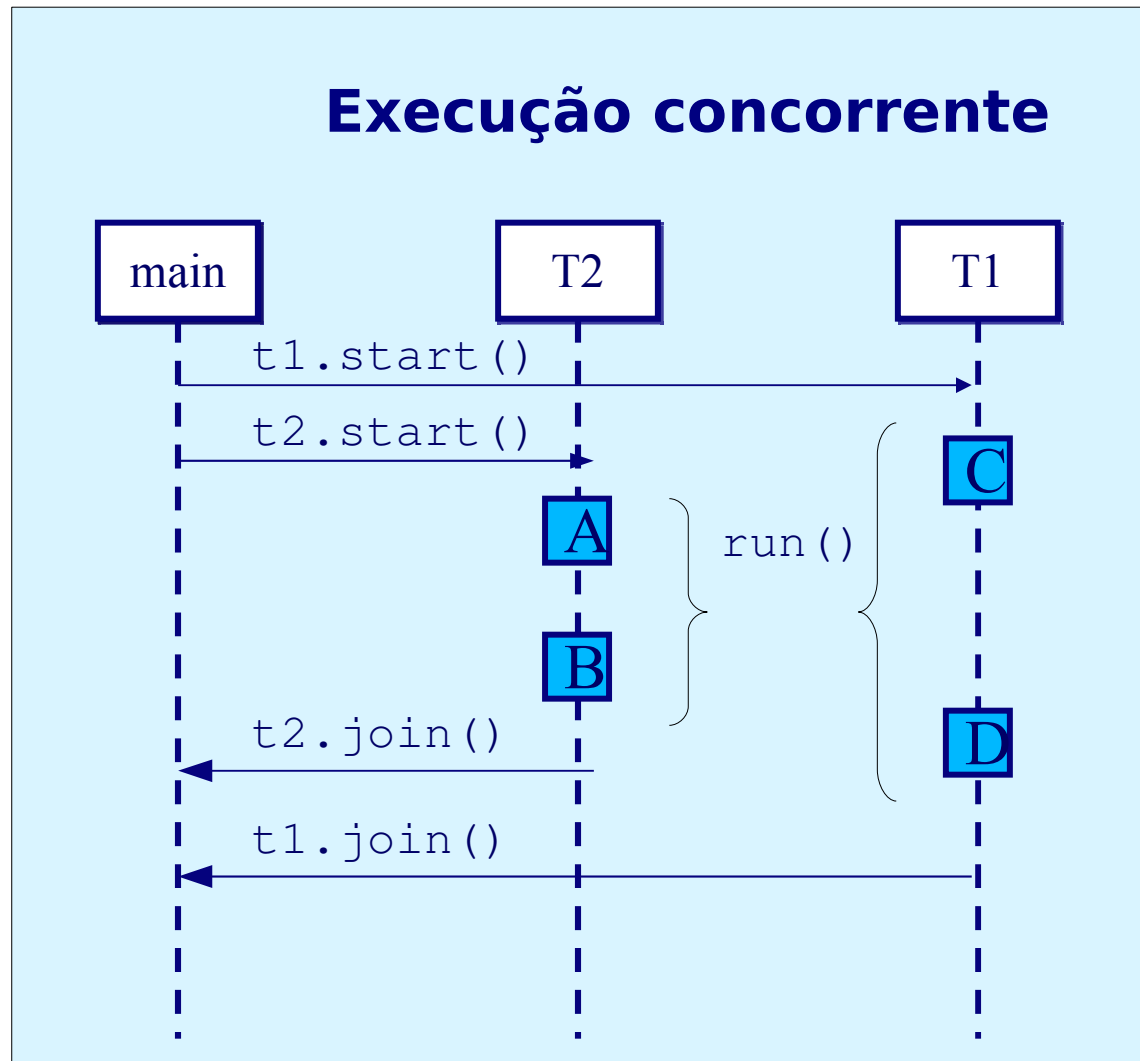 Execução concorrente
main
T2
T1
t1.start()
t2.start()
C
A
run()
B
t2.join()
D
t1.join()